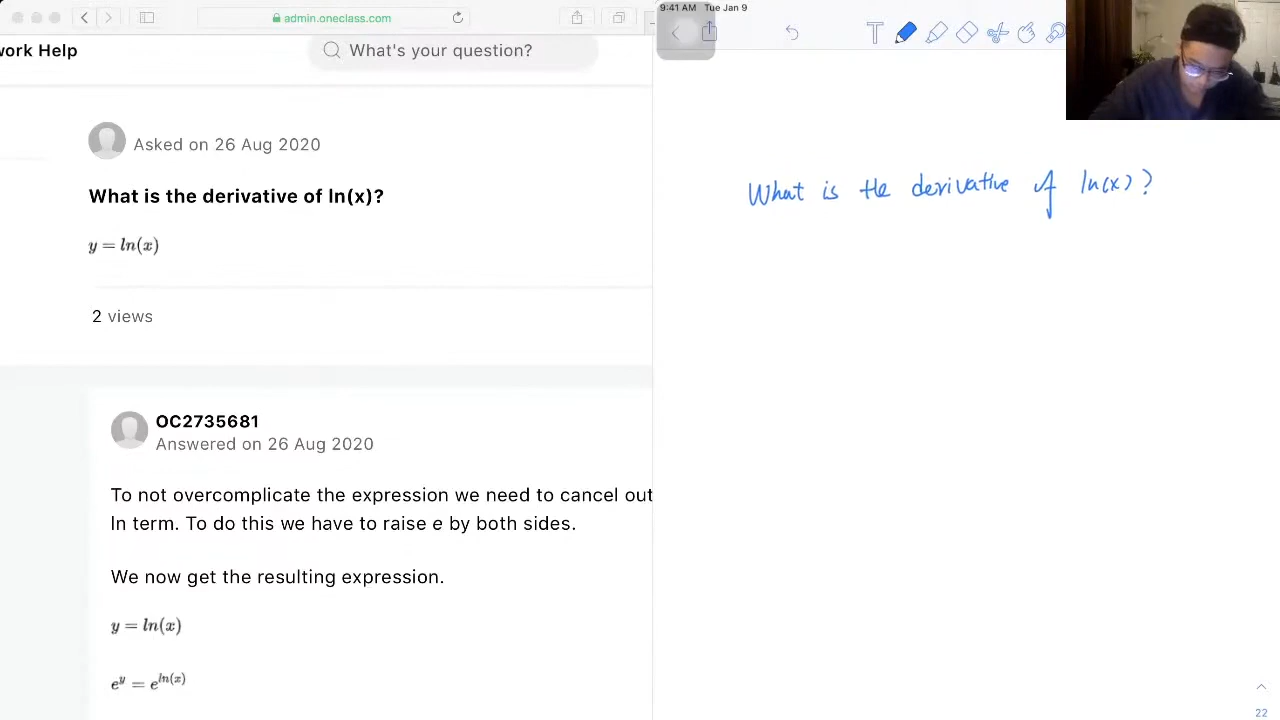 admin.oneclass.com
work Help
What's your question?
Asked on 26 Aug 2020
What is the derivative of ln(x)?
y = ln(x)
2 views
OC2735681
Answered on 26 Aug 2020
To not overcomplicate the expression we need to cancel out
ln term. To do this we have to raise e by both sides.
We now get the resulting expression.
y = ln(x)
e^y = e^{ln(x)}
9:41 AM Tue Jan 9
T
What is the derivative of ln(x)?
22